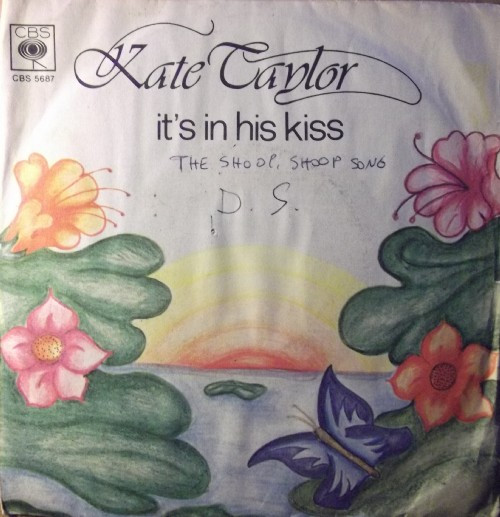 CBS
CBS 5687
Kate Taylor
it's in his kiss
THE SHOOP, SHOOP SONG
D. S.